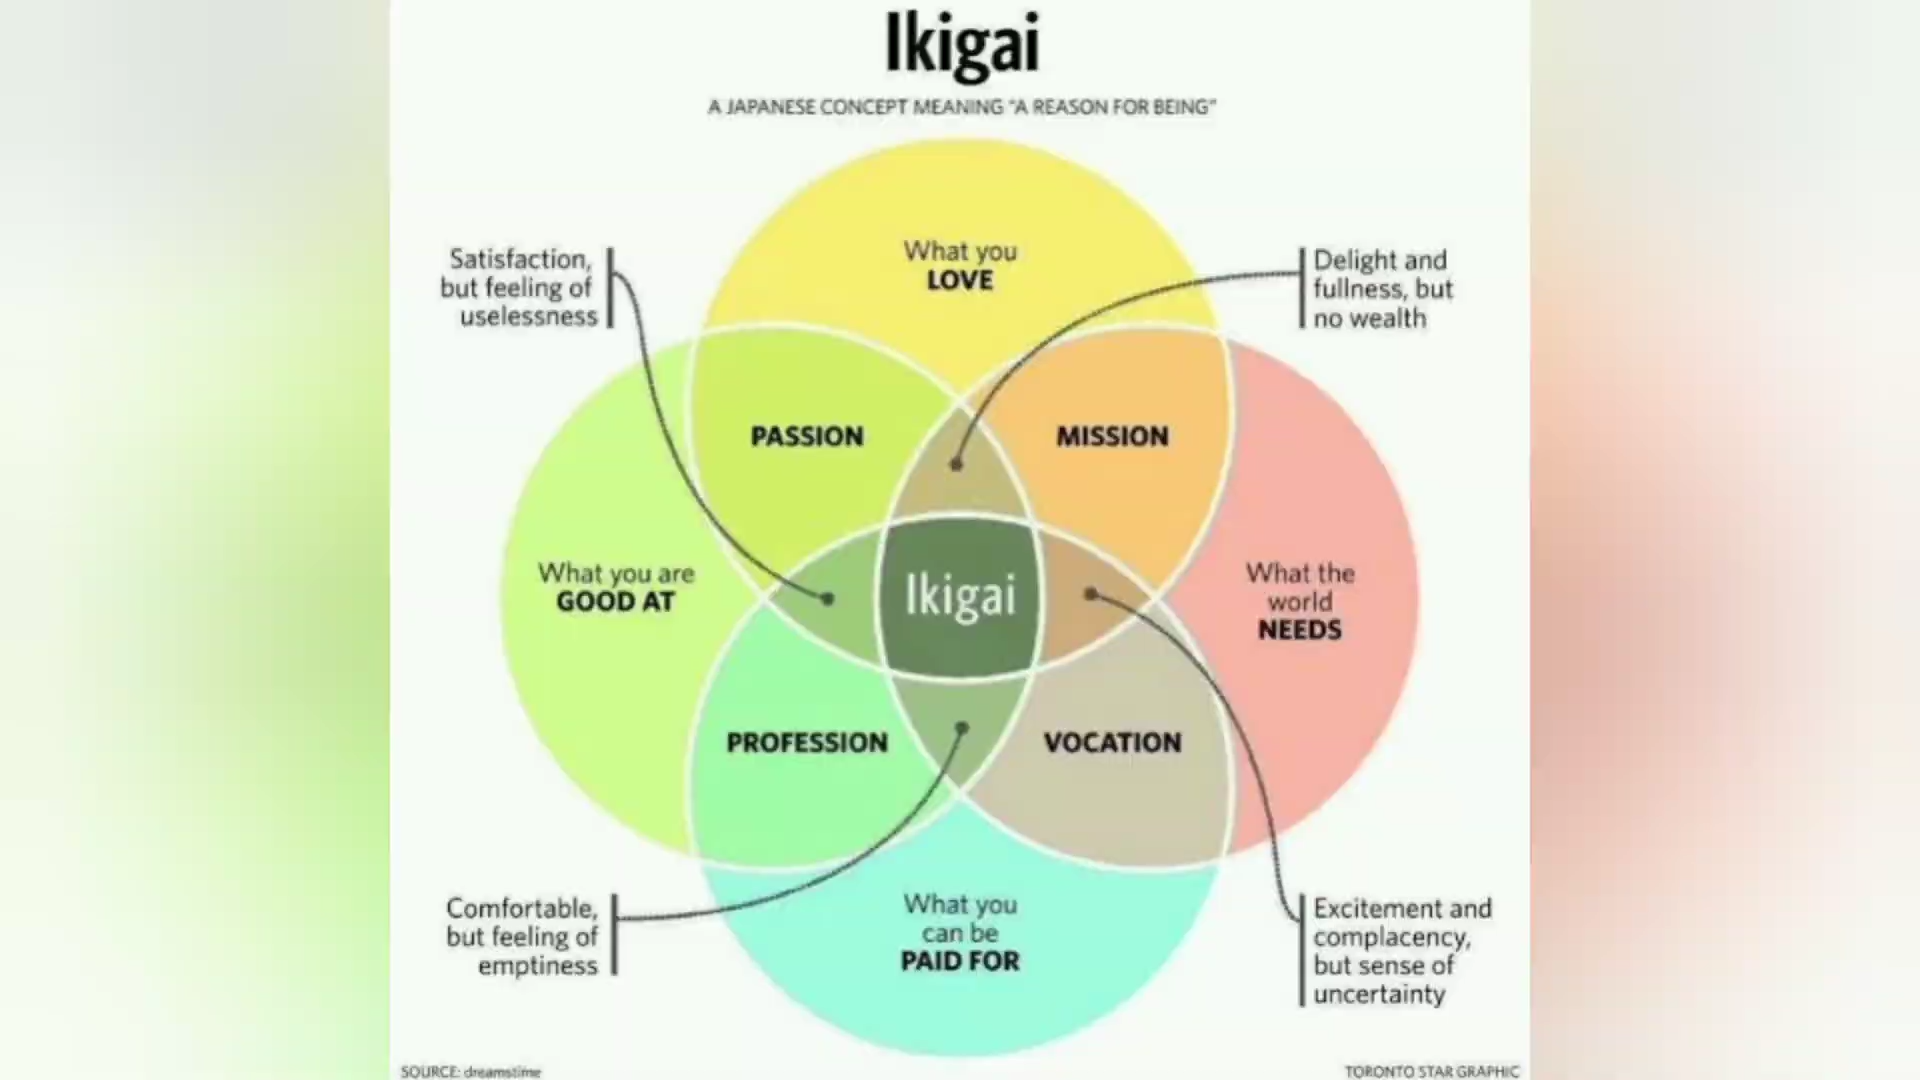 Ikigai
A JAPANESE CONCEPT MEANING "A REASON FOR BEING"
What you
LOVE
Satisfaction,
but feeling of
uselessness
Delight and
fullness, but
no wealth
PASSION
MISSION
What you are
GOOD AT
Ikigai
What the
world
NEEDS
PROFESSION
VOCATION
What you
can be
PAID FOR
Comfortable,
but feeling of
emptiness
Excitement and
complacency,
but sense of
uncertainty
SOURCE: dreamstime
TORONTO STAR GRAPHIC